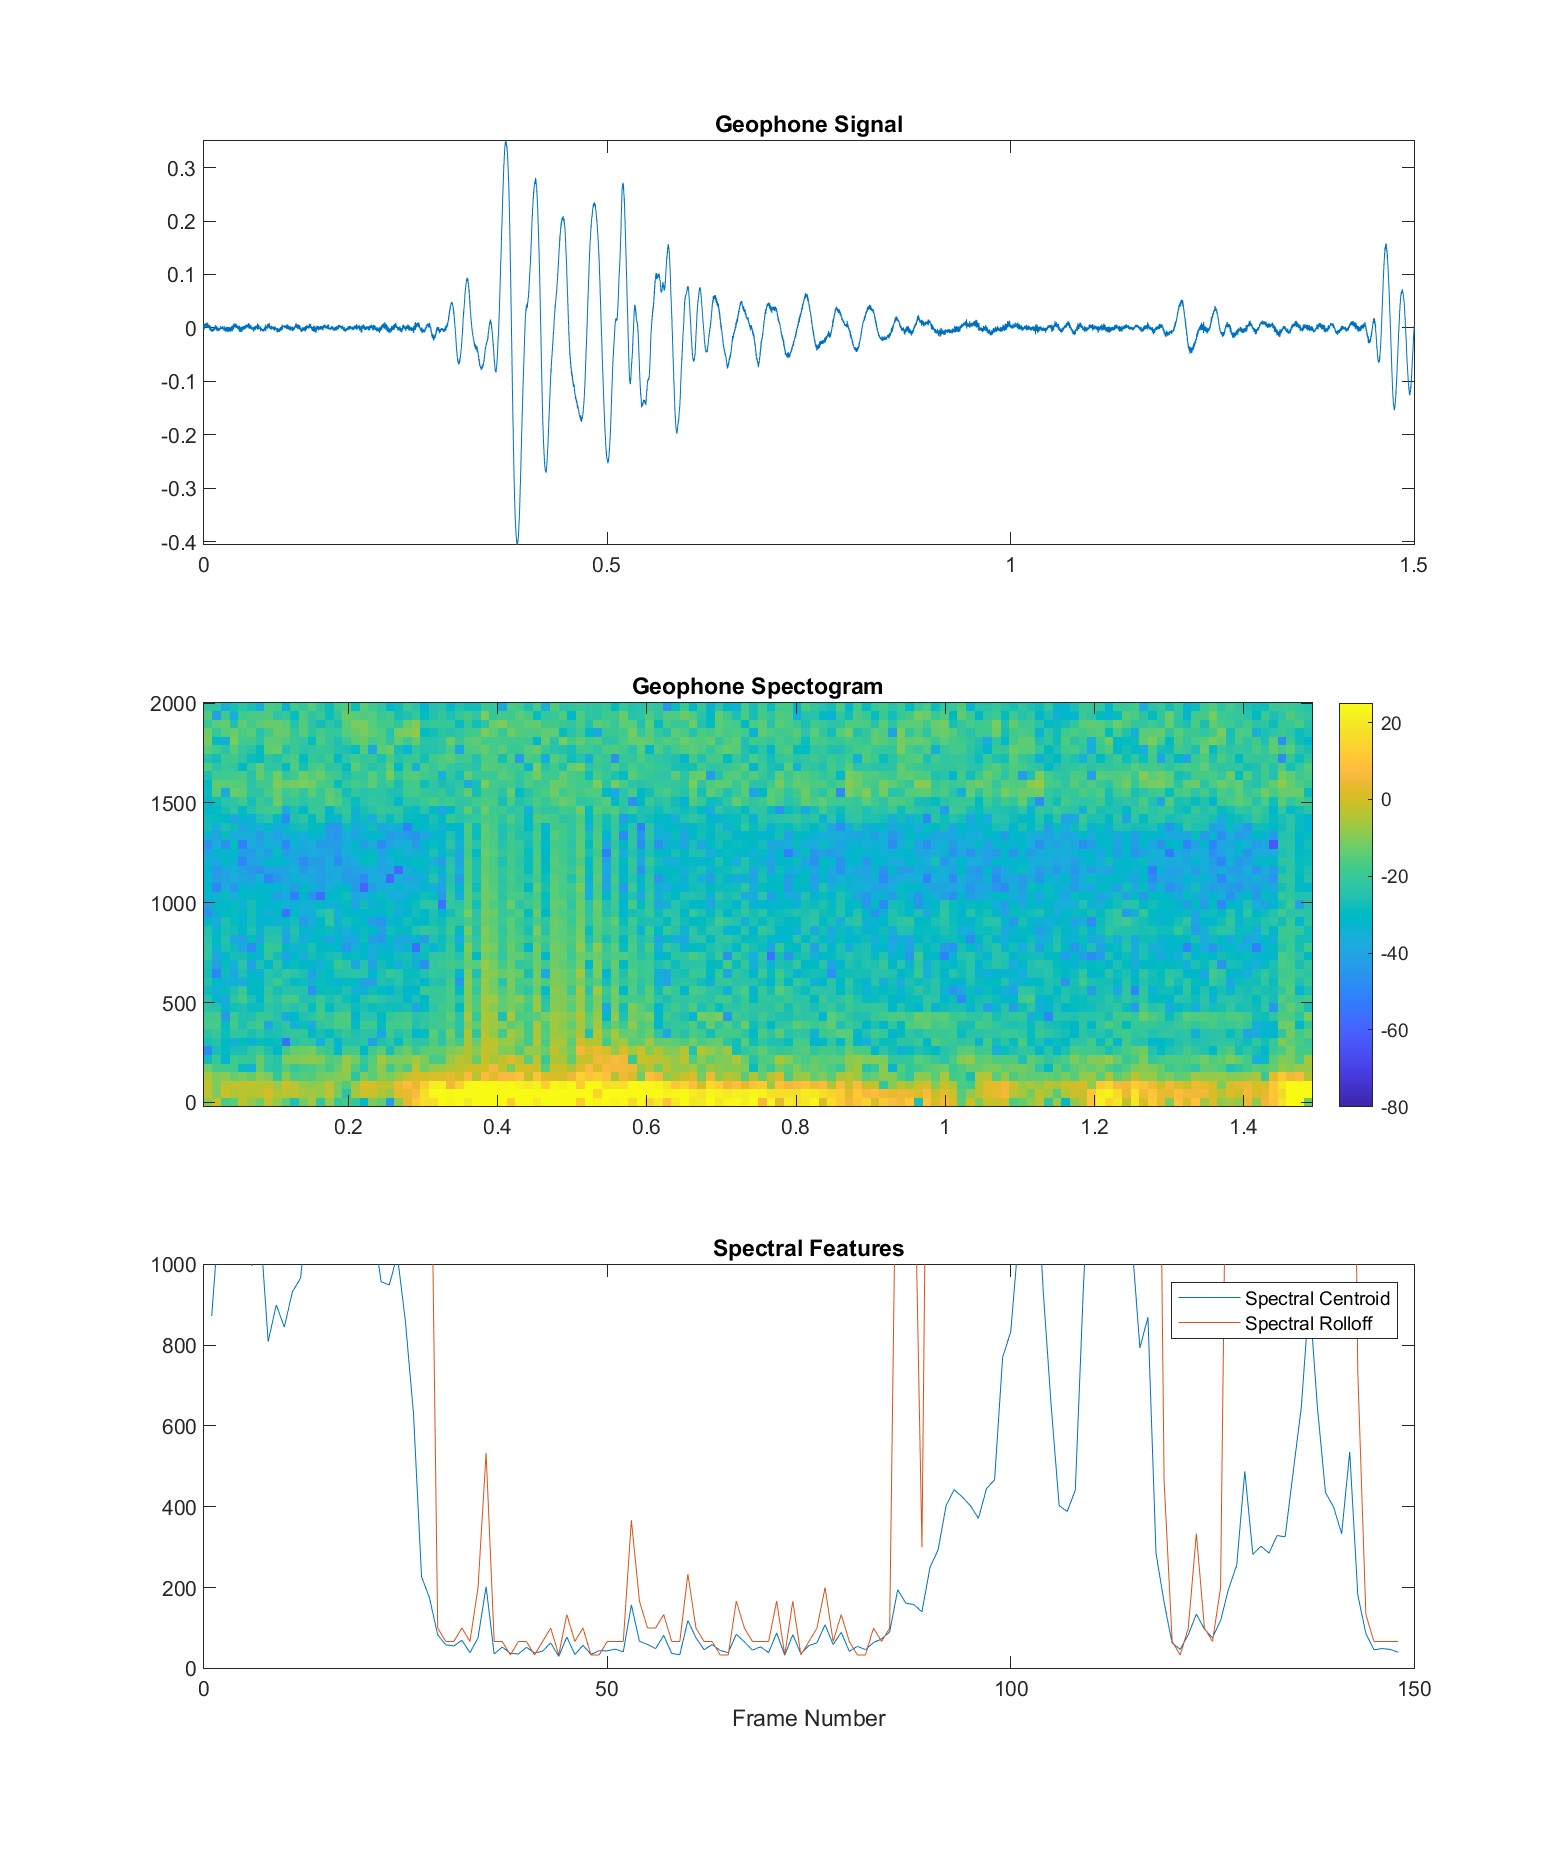 Geophone Signal
0.3
0.2
0.1
0
-0.1
-0.2
-0.3
-0.4
0 0.5 1 1.5
Geophone Spectogram
2000
1500
1000
500
0
0.2 0.4 0.6 0.8 1 1.2 1.4
20
0
-20
-40
-60
-80
Spectral Features
1000
800
600
400
200
0
0 50 100 150
Frame Number
Spectral Centroid
Spectral Rolloff